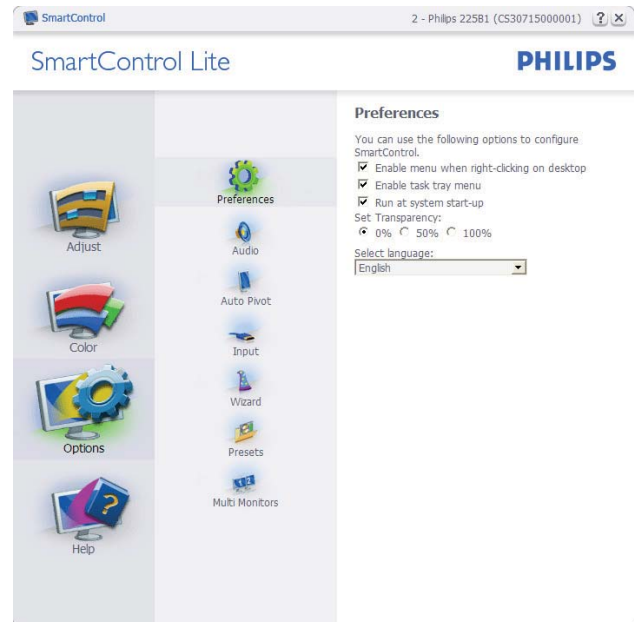 SmartControl
2 - Philips 225B1 (CS30715000001)
SmartControl Lite
PHILIPS
Adjust
Color
Options
Help
Preferences
Audio
Auto Pivot
Input
Wizard
Presets
Multi Monitors
Preferences
You can use the following options to configure
SmartControl.
Enable menu when right-clicking on desktop
Enable task tray menu
Run at system start-up
Set Transparency:
0% 50% 100%
Select language:
English